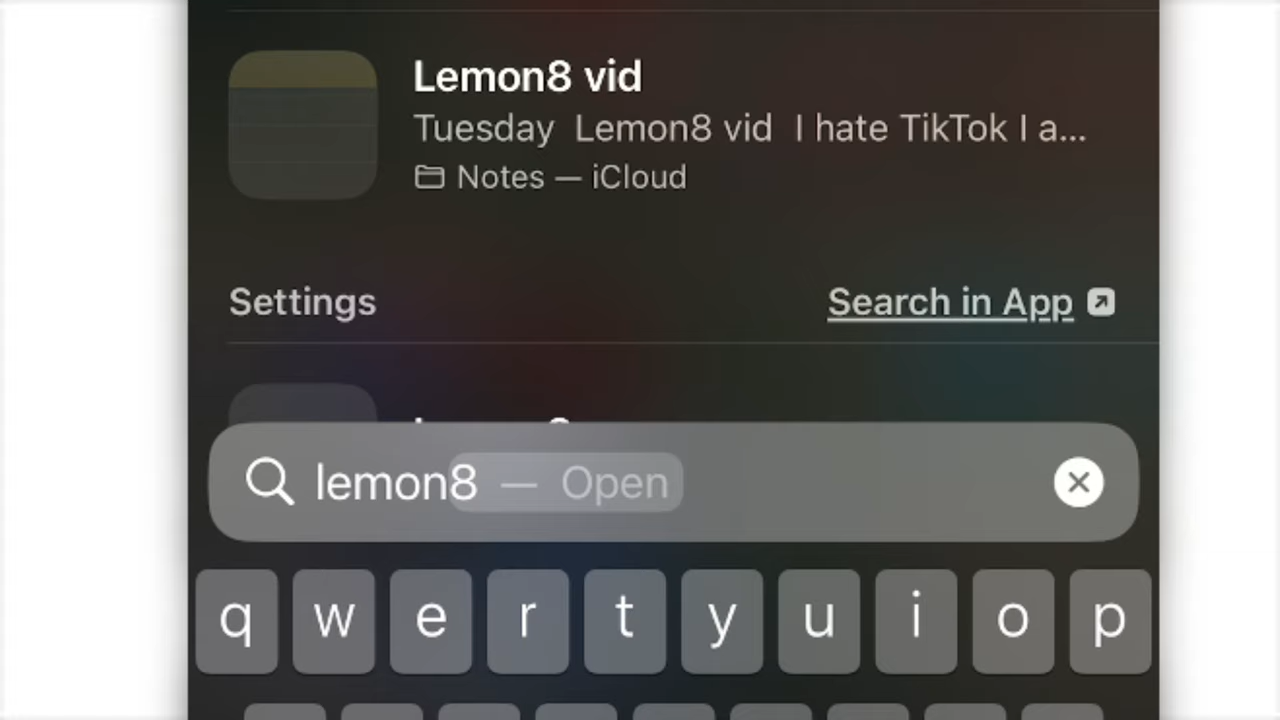 Lemon8 vid
Tuesday Lemon8 vid I hate TikTok I a...
Notes — iCloud
Settings
Search in App
lemon8 — Open
q w e r t y u i o p